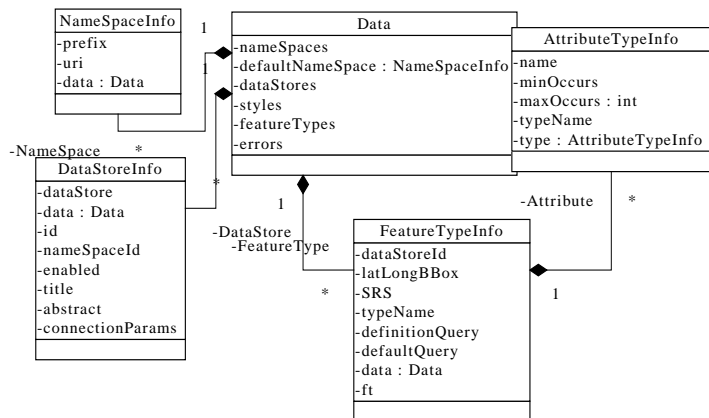 NameSpaceInfo
-prefix
-uri
-data : Data
1
1
Data
-nameSpaces
-defaultNameSpace : NameSpaceInfo
-dataStores
-styles
-featureTypes
-errors
AttributeTypeInfo
-name
-minOccurs
-maxOccurs : int
-typeName
-type : AttributeTypeInfo
-NameSpace
*
*
DataStoreInfo
-dataStore
-data : Data
-id
-nameSpaceId
-enabled
-title
-abstract
-connectionParams
1
-DataStore
-FeatureType
*
-Attribute
*
FeatureTypeInfo
-dataStoreId
-latLongBBox
-SRS
-typeName
-definitionQuery
-defaultQuery
-data : Data
-ft
1